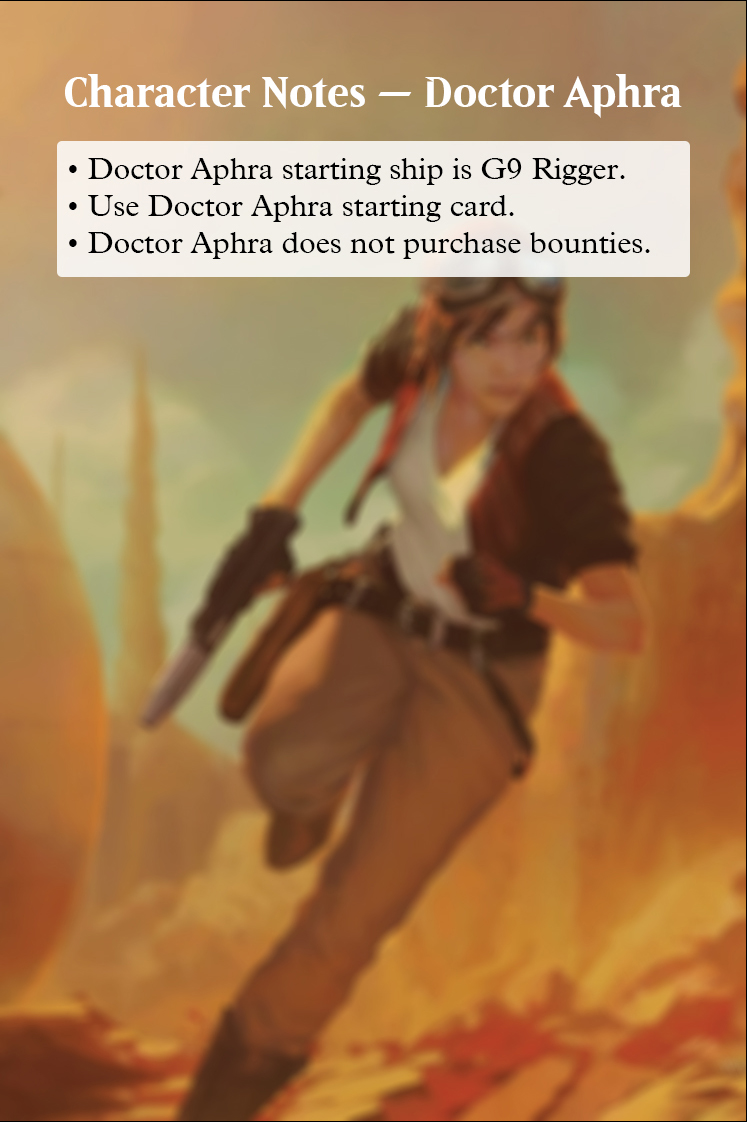 Character Notes — Doctor Aphra
• Doctor Aphra starting ship is G9 Rigger.
• Use Doctor Aphra starting card.
• Doctor Aphra does not purchase bounties.